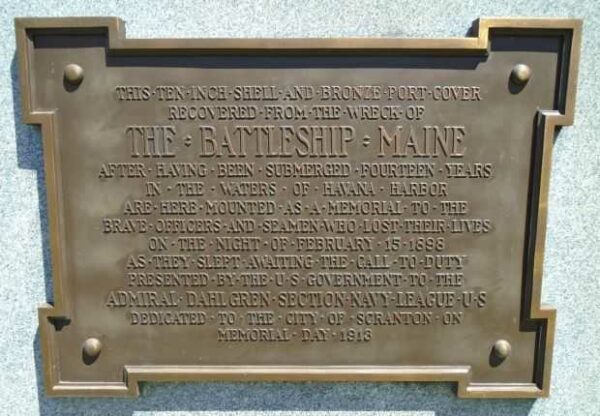 THIS·TEN·INCH·SHELL·AND·BRONZE·PORT·COVER
RECOVERED·FROM·THE·WRECK·OF
THE : BATTLESHIP : MAINE
AFTER·HAVING·BEEN·SUBMERGED·FOURTEEN·YEARS
IN·THE·WATERS·OF·HAVANA·HARBOR
ARE·HERE·MOUNTED·AS·A·MEMORIAL·TO·THE
BRAVE·OFFICERS·AND·SEAMEN·WHO·LOST·THEIR·LIVES
ON·THE·NIGHT·OF·FEBRUARY·15·1898
AS·THEY·SLEPT·AWAITING·THE·CALL·TO·DUTY
PRESENTED·BY·THE·U·S·GOVERNMENT·TO·THE
ADMIRAL·DAHLGREN·SECTION·NAVY·LEAGUE·U·S
DEDICATED·TO·THE·CITY·OF·SCRANTON·ON
MEMORIAL·DAY·1913